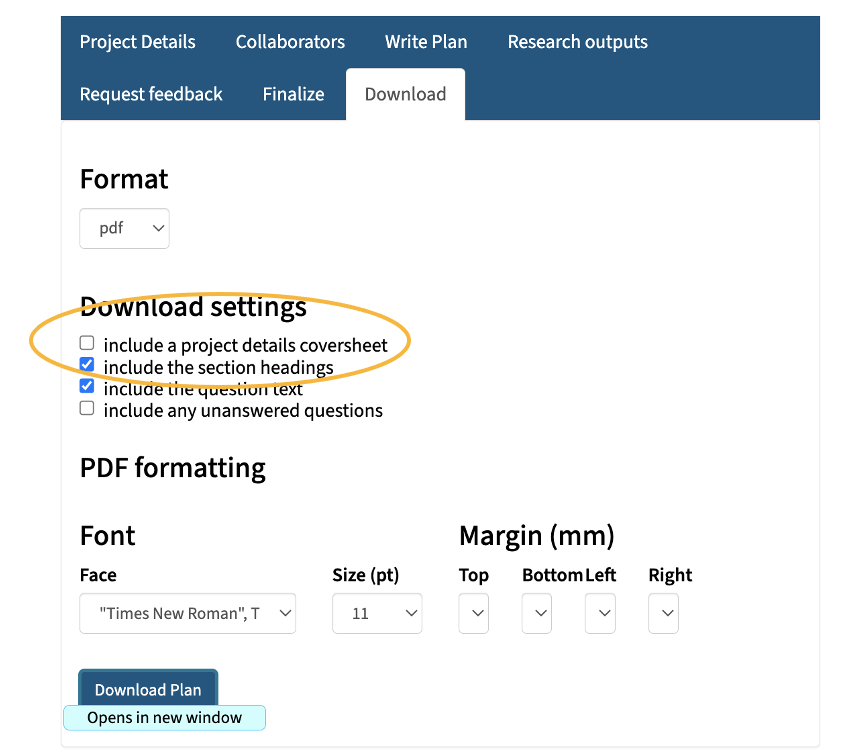 Project Details Collaborators Write Plan Research outputs
Request feedback Finalize Download
Format
pdf
Download settings
include a project details coversheet
include the section headings
include the question text
include any unanswered questions
PDF formatting
Font Margin (mm)
Face Size (pt) Top Bottom Left Right
"Times New Roman", T 11
Download Plan
Opens in new window